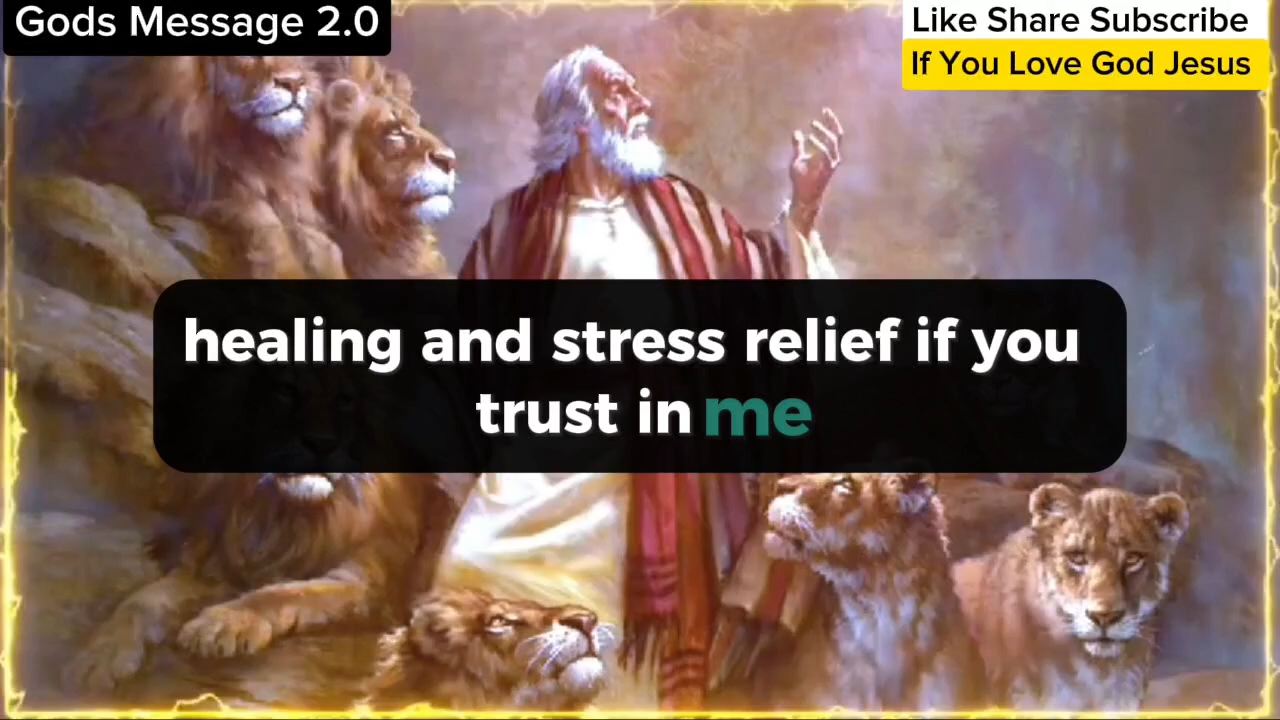 Gods Message 2.0
Like Share Subscribe
If You Love God Jesus
healing and stress relief if you
trust in me